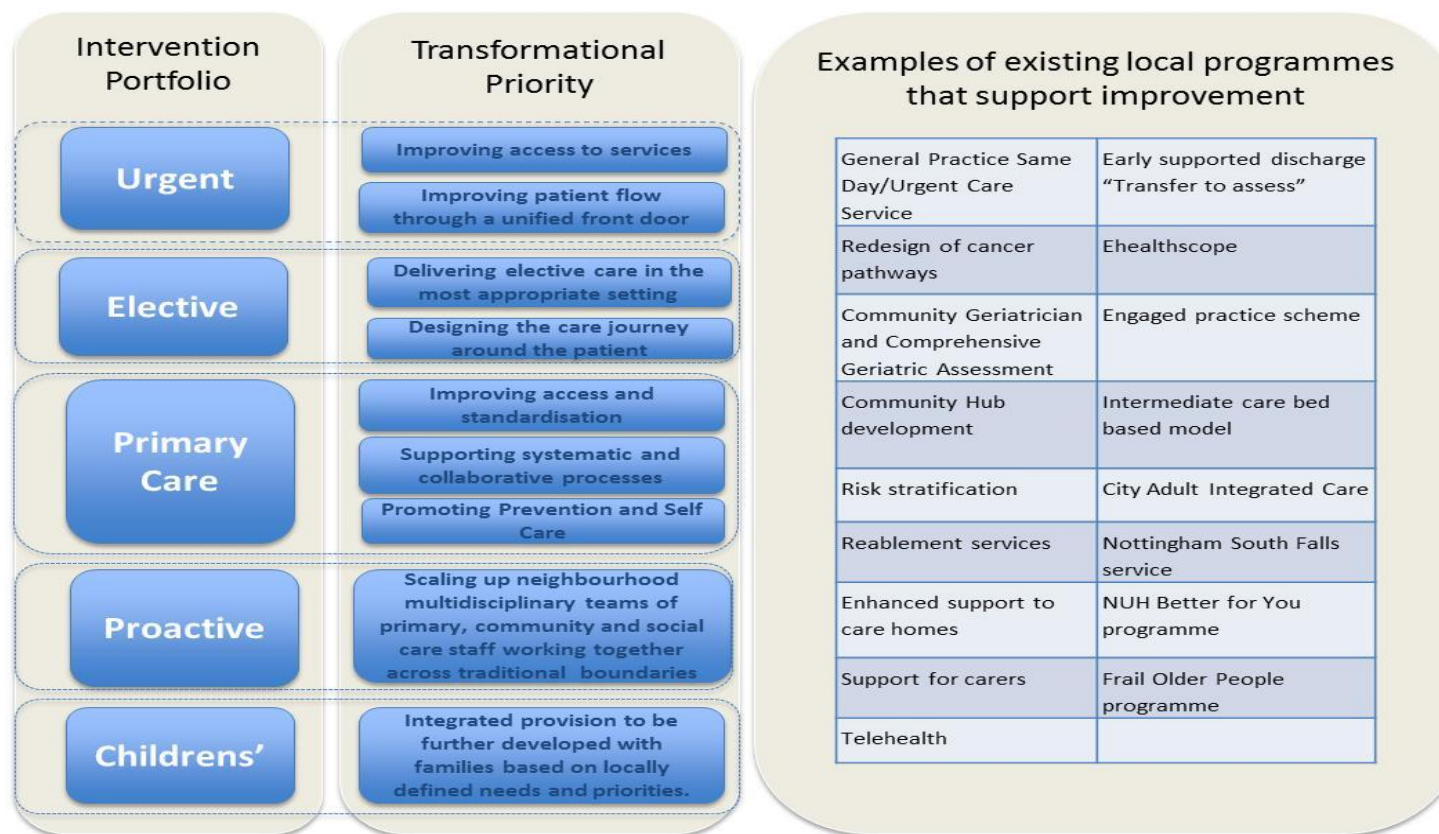 Intervention
Portfolio
Transformational
Priority
Urgent
Improving access to services
Improving patient flow
through a unified front door
Elective
Delivering elective care in the
most appropriate setting
Designing the care journey
around the patient
Primary
Care
Improving access and
standardisation
Supporting systematic and
collaborative processes
Promoting Prevention and Self
Care
Proactive
Scaling up neighbourhood
multidisciplinary teams of
primary, community and social
care staff working together
across traditional boundaries
Childrens’
Integrated provision to be
further developed with
families based on locally
defined needs and priorities.
Examples of existing local programmes
that support improvement
General Practice Same
Day/Urgent Care
Service
Early supported discharge
“Transfer to assess”
Redesign of cancer
pathways
Ehealthscope
Community Geriatrician
and Comprehensive
Geriatric Assessment
Engaged practice scheme
Community Hub
development
Intermediate care bed
based model
Risk stratification
City Adult Integrated Care
Reablement services
Nottingham South Falls
service
Enhanced support to
care homes
NUH Better for You
programme
Support for carers
Frail Older People
programme
Telehealth